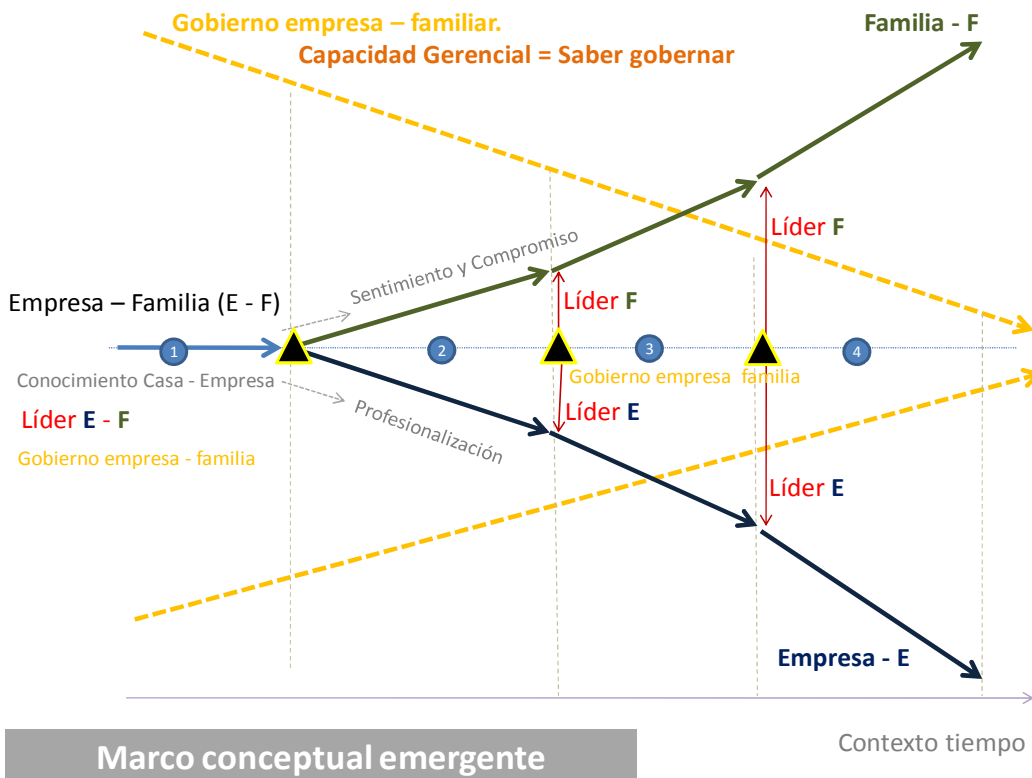 Gobierno empresa – familiar.
Familia - F
Capacidad Gerencial = Saber gobernar
Líder F
Sentimiento y Compromiso
Empresa – Familia (E - F)
Líder F
1
2
3
4
Conocimiento Casa - Empresa
Gobierno empresa familia
Líder E - F
Profesionalización
Líder E
Gobierno empresa - familia
Líder E
Empresa - E
Marco conceptual emergente
Contexto tiempo